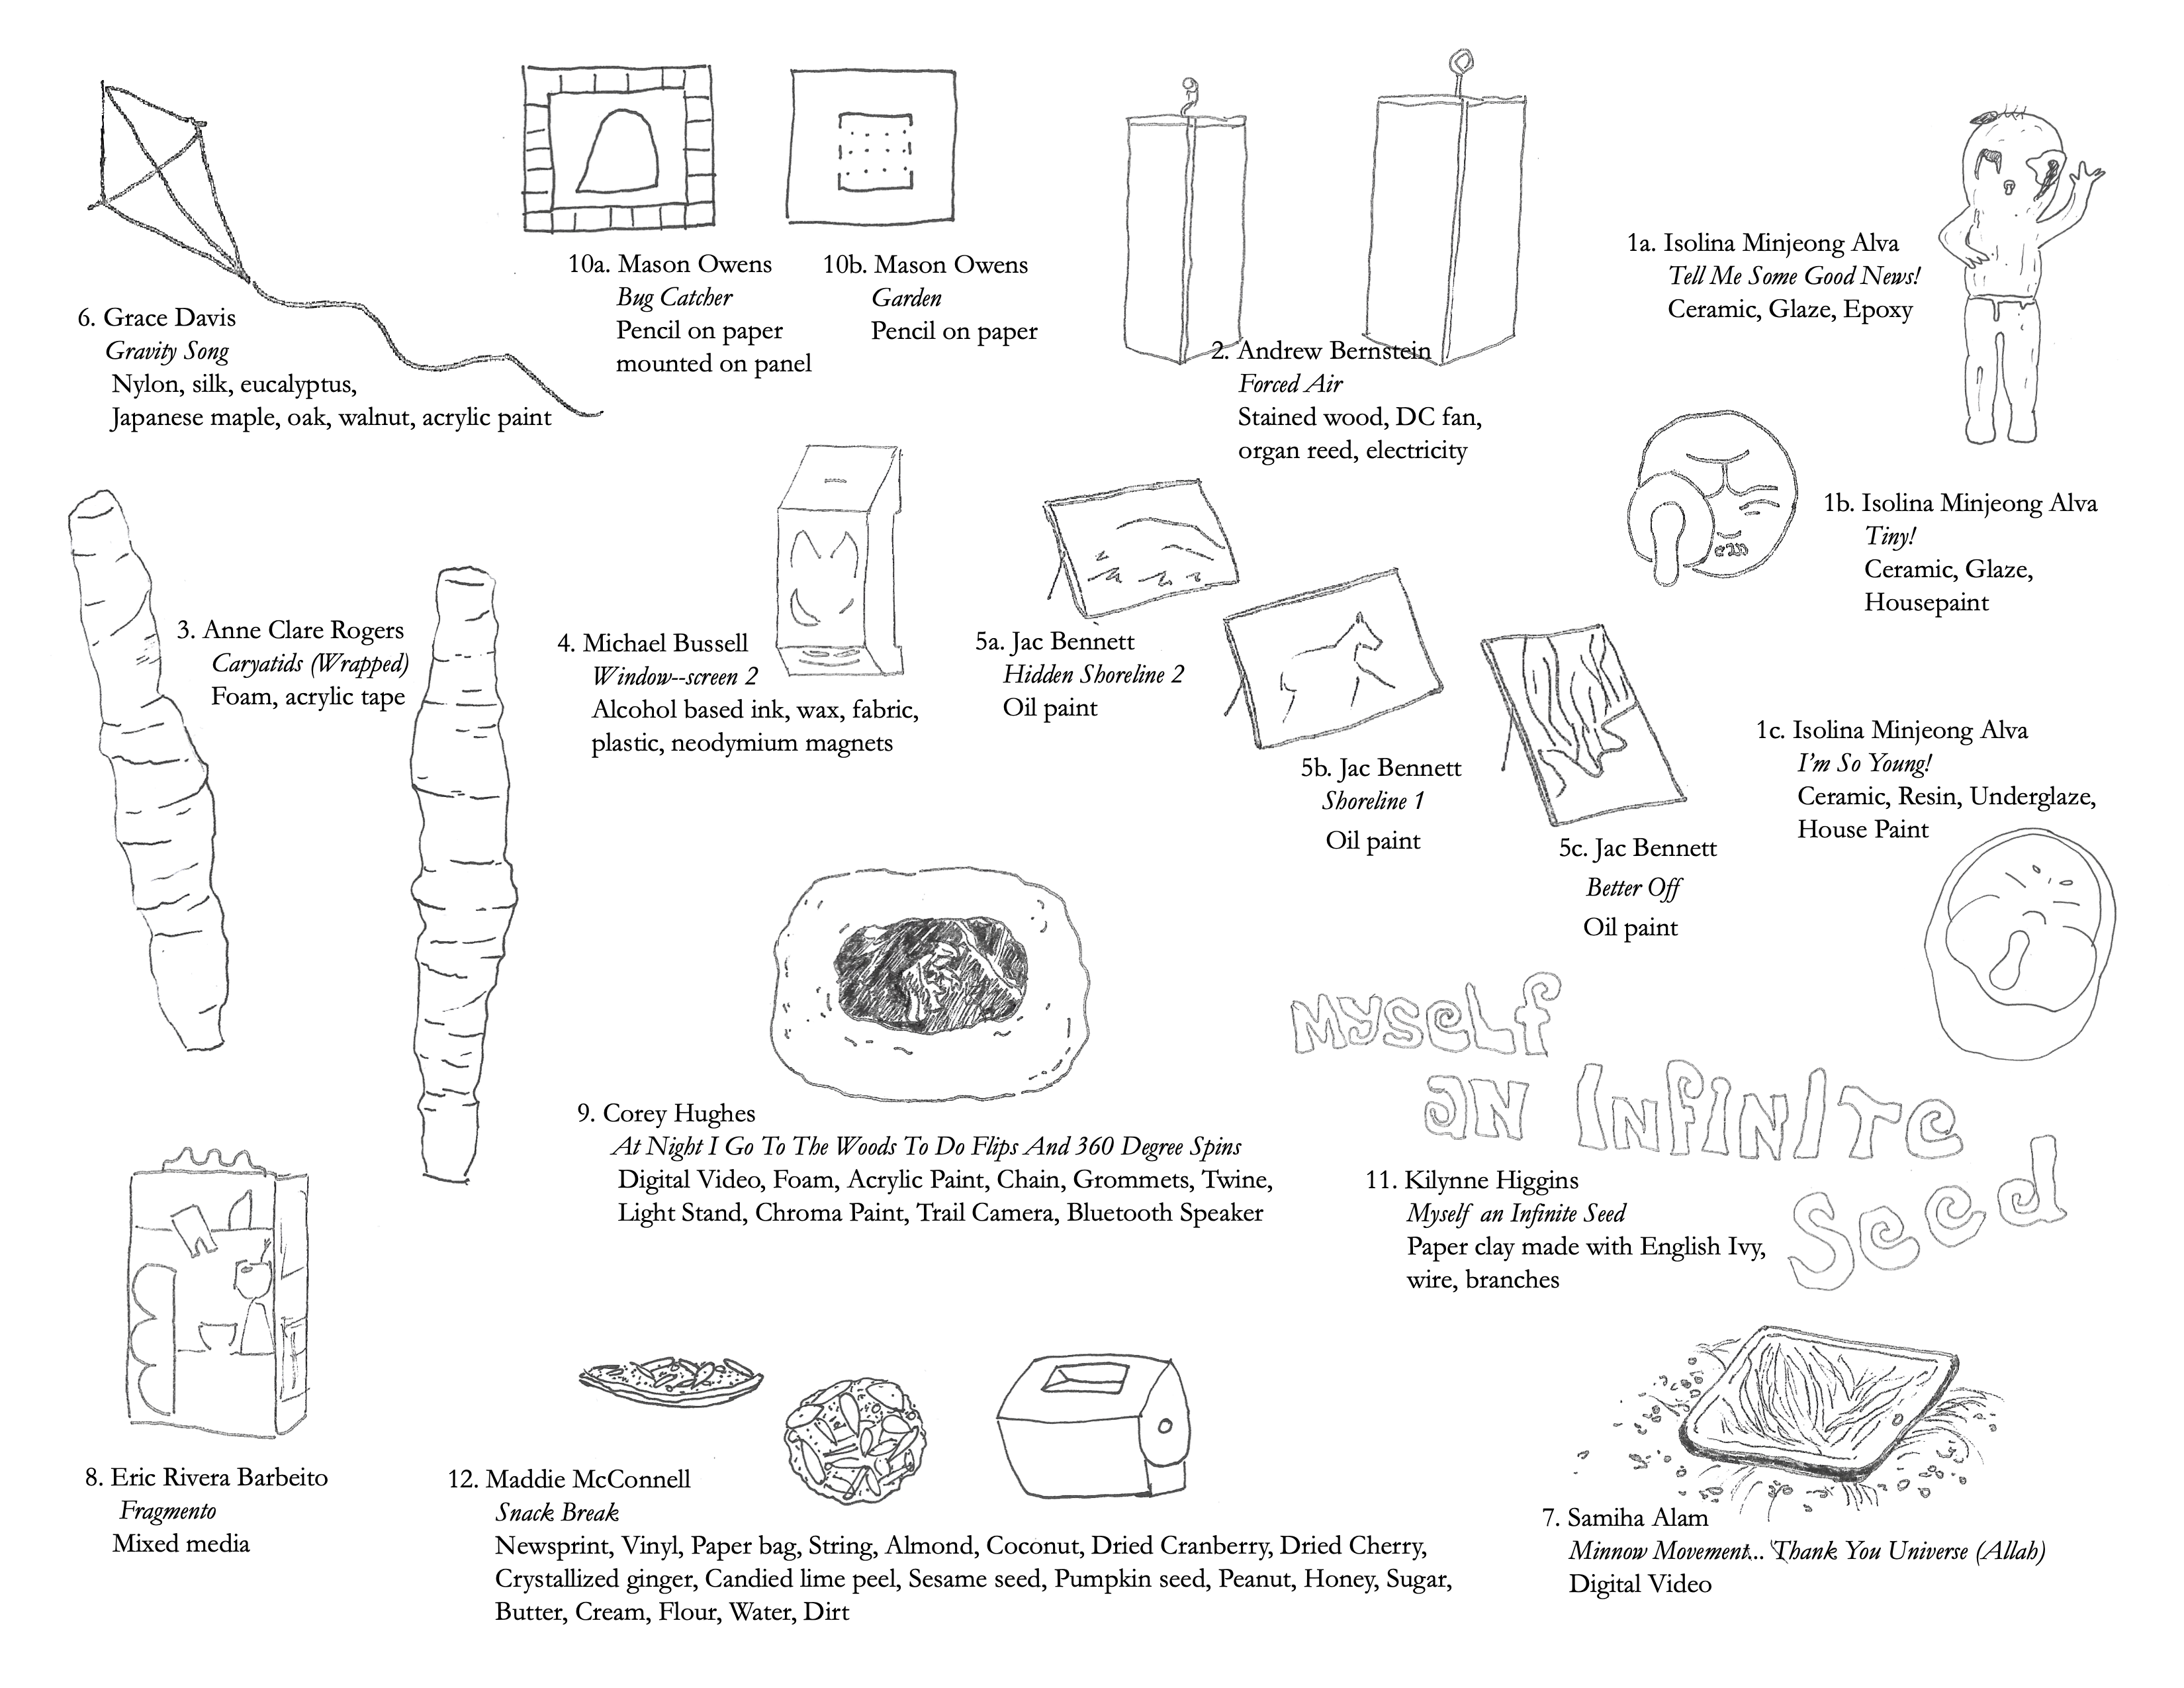 10a. Mason Owens
Bug Catcher
Pencil on paper
mounted on panel
10b. Mason Owens
Garden
Pencil on paper
1a. Isolina Minjeong Alva
Tell Me Some Good News!
Ceramic, Glaze, Epoxy
6. Grace Davis
Gravity Song
Nylon, silk, eucalyptus,
Japanese maple, oak, walnut, acrylic paint
2. Andrew Bernstein
Forced Air
Stained wood, DC fan,
organ reed, electricity
1b. Isolina Minjeong Alva
Tiny!
Ceramic, Glaze,
Housepaint
3. Anne Clare Rogers
Caryatids (Wrapped)
Foam, acrylic tape
4. Michael Bussell
Window--screen 2
Alcohol based ink, wax, fabric,
plastic, neodymium magnets
5a. Jac Bennett
Hidden Shoreline 2
Oil paint
5b. Jac Bennett
Shoreline 1
Oil paint
1c. Isolina Minjeong Alva
I'm So Young!
Ceramic, Resin, Underglaze,
House Paint
5c. Jac Bennett
Better Off
Oil paint
MYSELF
AN INFINITE
Seed
9. Corey Hughes
At Night I Go To The Woods To Do Flips And 360 Degree Spins
Digital Video, Foam, Acrylic Paint, Chain, Grommets, Twine,
Light Stand, Chroma Paint, Trail Camera, Bluetooth Speaker
11. Kilynne Higgins
Myself an Infinite Seed
Paper clay made with English Ivy,
wire, branches
8. Eric Rivera Barbeito
Fragmento
Mixed media
12. Maddie McConnell
Snack Break
Newsprint, Vinyl, Paper bag, String, Almond, Coconut, Dried Cranberry, Dried Cherry,
Crystallized ginger, Candied lime peel, Sesame seed, Pumpkin seed, Peanut, Honey, Sugar,
Butter, Cream, Flour, Water, Dirt
7. Samiha Alam
Minnow Movement... Thank You Universe (Allah)
Digital Video